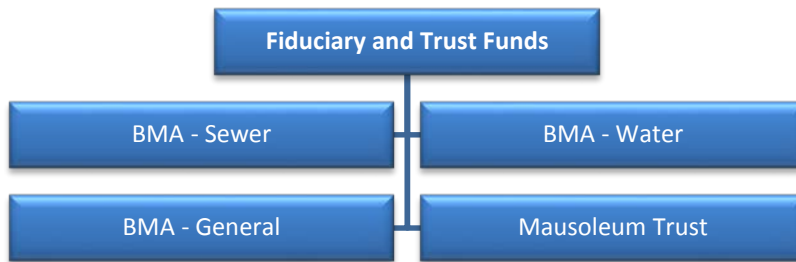 Fiduciary and Trust Funds
BMA - Sewer
BMA - Water
BMA - General
Mausoleum Trust